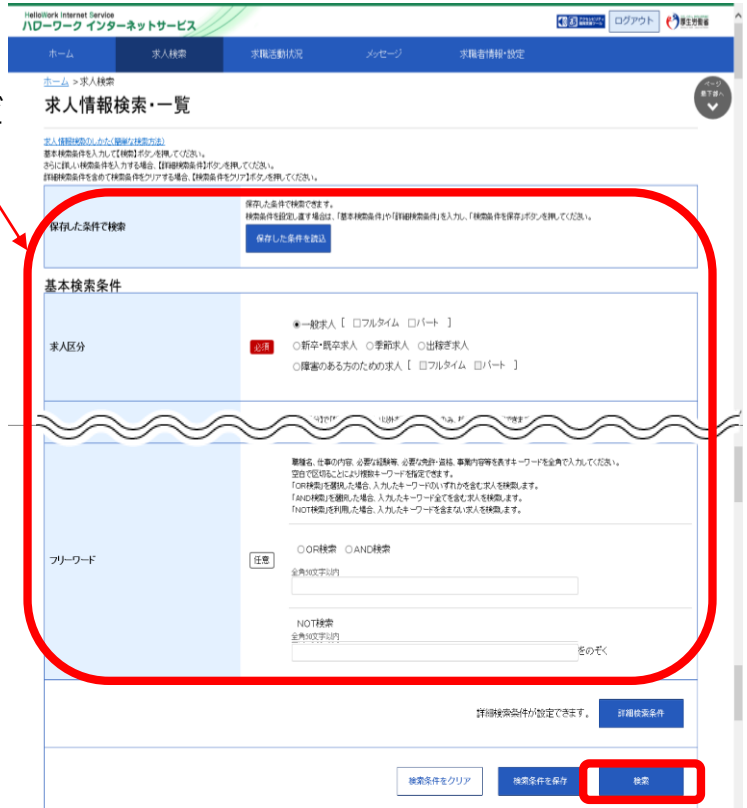 HelloWork Internet Service
ハローワーク インターネットサービス
ログアウト
厚生労働省
ホーム
求人検索
求職活動状況
メッセージ
求職者情報・設定
ホーム > 求人検索
ページ
最下部へ
求人情報検索・一覧
求人情報検索のしかた(簡単な検索方法)
基本検索条件を入力して【検索】ボタンを押してください。
さらに詳しい検索条件を入力する場合、【詳細検索条件】ボタンを押してください。
詳細検索条件を含めて検索条件をクリアする場合、【検索条件をクリア】ボタンを押してください。
保存した条件で検索
保存した条件で検索できます。
検索条件を設定し直す場合は、「基本検索条件」や「詳細検索条件」を入力し、「検索条件を保存」ボタンを押してください。
保存した条件を読込
基本検索条件
求人区分
必須
◉一般求人 [ □フルタイム □パート ]
○新卒・既卒求人 ○季節求人 ○出稼ぎ求人
○障害のある方のための求人 [ □フルタイム □パート ]
職種名、仕事の内容、必要な経験等、必要な免許・資格、事業内容等を表すキーワードを全角で入力してください。
空白で区切ることにより複数キーワードを指定できます。
「OR検索」を選択した場合、入力したキーワードのいずれかを含む求人を検索します。
「AND検索」を選択した場合、入力したキーワード全てを含む求人を検索します。
「NOT検索」を利用した場合、入力したキーワードを含まない求人を検索します。
フリーワード
任意
○OR検索 ○AND検索
全角50文字以内
NOT検索
全角50文字以内
をのぞく
詳細検索条件が設定できます。
詳細検索条件
検索条件をクリア
検索条件を保存
検索